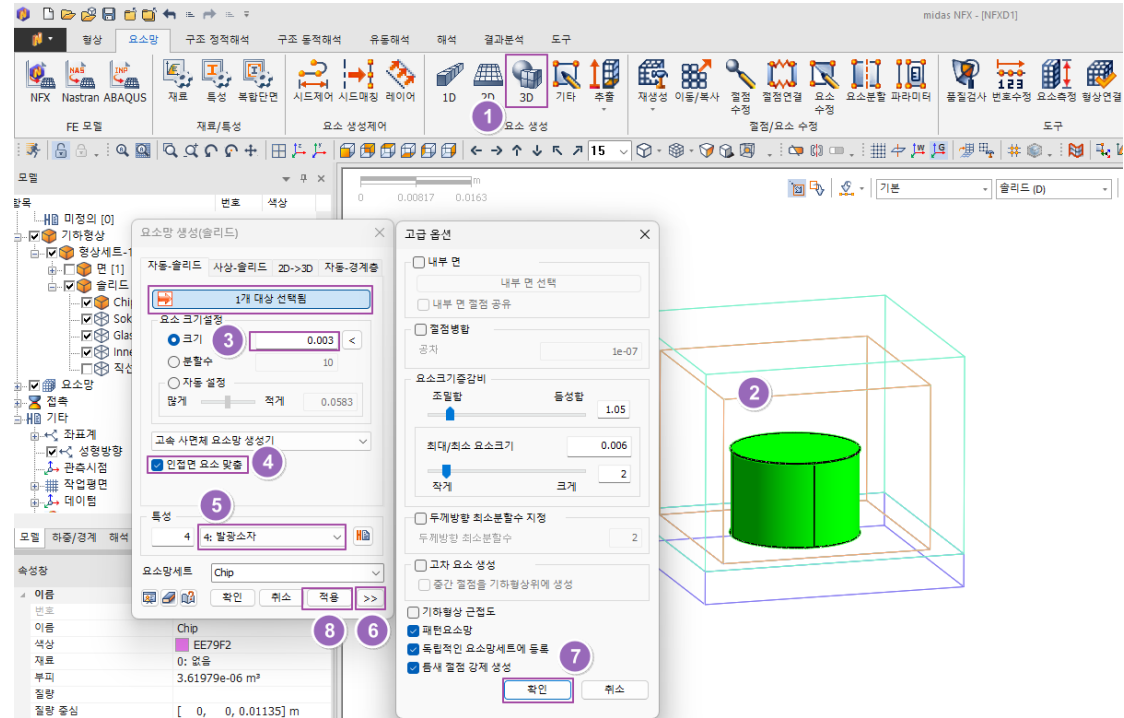 midas NFX - [NFXD1]
형상 요소망 구조 정적해석 구조 동적해석 유동해석 해석 결과분석 도구
NFX Nastran ABAQUS 재료 특성 복합단면 시드제어 시드매칭 레이어 1D 2D 3D 기타 추출 재생성 이동/복사 절점 수정 절점연결 요소 수정 요소분할 파라미터 품질검사 번호수정 요소측정 형상연결
1
FE 모델 재료/특성 요소 생성제어 요소 생성 절점/요소 수정 도구
15
모델
번호 색상
미정의 [0]
기하형상
형상세트-1
면 [1]
솔리드
Chip
Sok
Glas
Inne
직선
요소망
접촉
기타
좌표계
성형방향
관측시점
작업평면
데이텀
모델 하중/경계 해석
속성창
이름
번호
이름 Chip
색상 EE79F2
재료 0: 없음
부피 3.61979e-06 m³
질량
질량 중심 [ 0, 0, 0.01135] m
요소망 생성(솔리드)
자동-솔리드 사상-솔리드 2D->3D 자동-경계층
1개 대상 선택됨
요소 크기설정
크기 3 0.003 <
분할수 10
자동 설정
많게 적게 0.0583
고속 사면체 요소망 생성기
인접면 요소 맞춤 4
5
특성
4 4: 발광소자
요소망세트 Chip
확인 취소 적용 >>
8 6
고급 옵션
내부 면
내부 면 선택
내부 면 절점 공유
절점병합
공차 1e-07
요소크기증감비
조밀함 듬성함
1.05
최대/최소 요소크기 0.006
2
작게 크게
두께방향 최소분할수 지정
두께방향 최소분할수 2
고차 요소 생성
중간 절점을 기하형상위에 생성
기하형상 근접도
패턴요소망
독립적인 요소망세트에 등록
틈새 절점 강제 생성
7
확인 취소
m
0 0.00817 0.0163
기본 솔리드 (D)
2